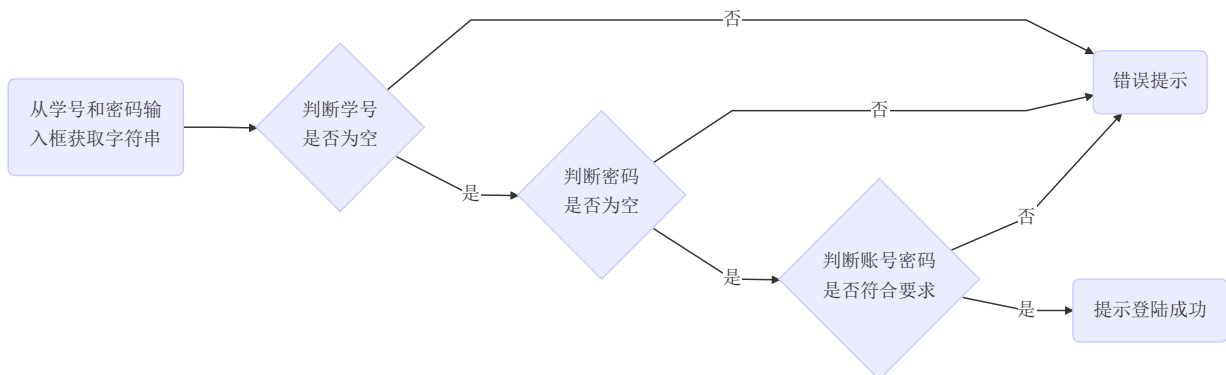 从学号和密码输
入框获取字符串
判断学号
是否为空
否
是
判断密码
是否为空
否
是
判断账号密码
是否符合要求
否
是
错误提示
提示登陆成功